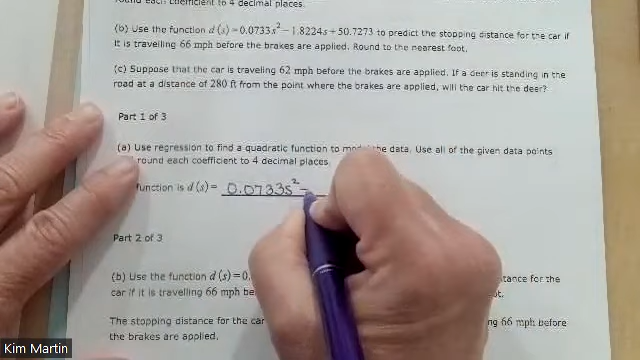 round each coefficient to 4 decimal places.
(b) Use the function d (s) = 0.0733s² − 1.8224s + 50.7273 to predict the stopping distance for the car if
it is travelling 66 mph before the brakes are applied. Round to the nearest foot.
(c) Suppose that the car is traveling 62 mph before the brakes are applied. If a deer is standing in the
road at a distance of 280 ft from the point where the brakes are applied, will the car hit the deer?
Part 1 of 3
(a) Use regression to find a quadratic function to the data. Use all of the given data points
round each coefficient to 4 decimal places.
function is d (s) = 0.0733s² −
Part 2 of 3
(b) Use the function d (s) = 0. stance for the
car if it is travelling 66 mph
The stopping distance for the car ng 66 mph before
the brakes are applied.
Kim Martin